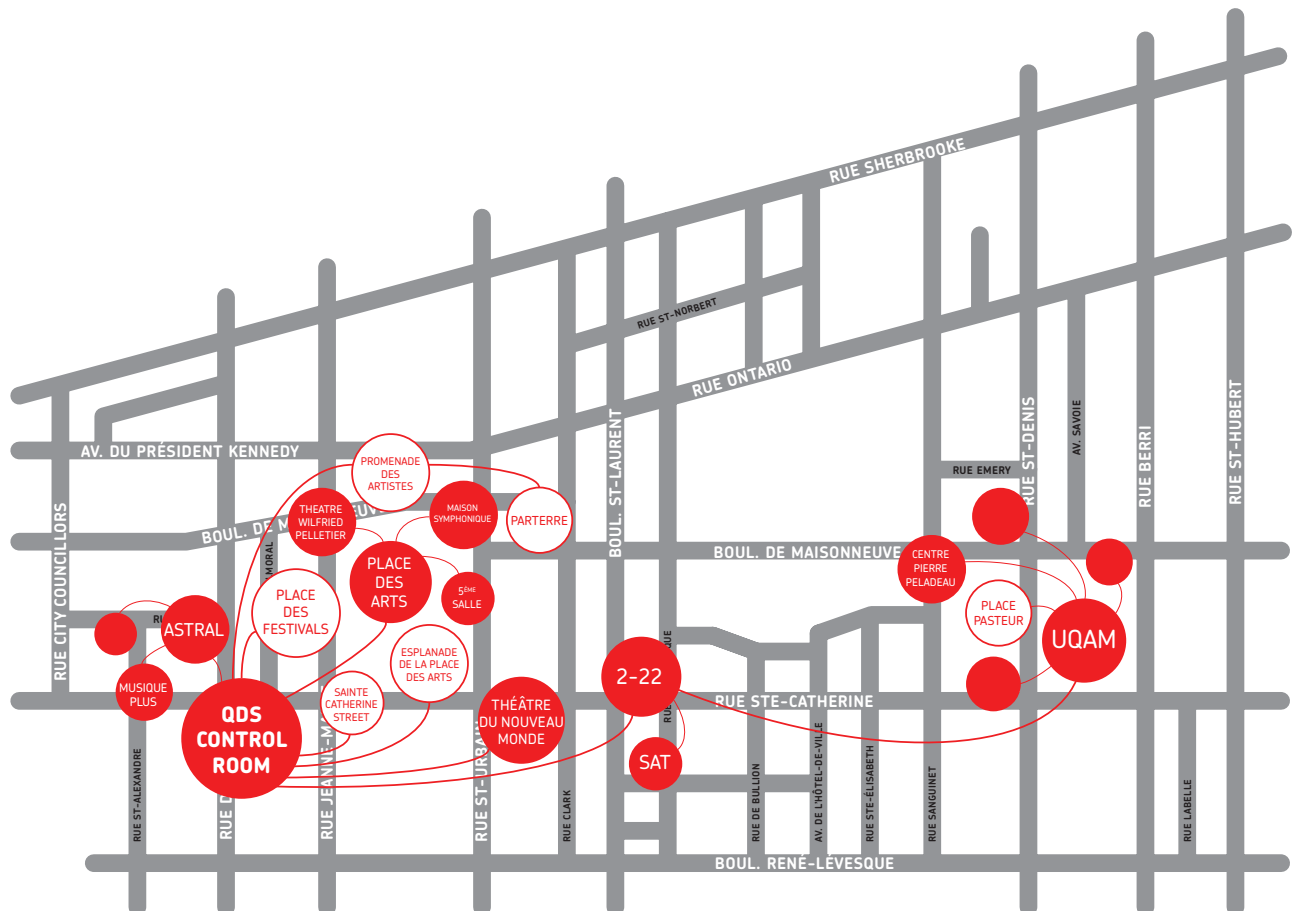 RUE SHERBROOKE
RUE ST-NORBERT
RUE ONTARIO
AV. DU PRÉSIDENT KENNEDY
RUE CITY COUNCILLORS
BOUL. ST-LAURENT
RUE ST-DENIS
AV. SAVOIE
RUE BERRI
RUE ST-HUBERT
RUE EMERY
PROMENADE
DES
ARTISTES
THEATRE
WILFRIED
PELLETIER
MAISON
SYMPHONIQUE
PARTERRE
BOUL. DE M
BOUL. DE MAISONNEUVE
CENTRE
PIERRE
PELADEAU
PLACE
DES
ARTS
5ÈME
SALLE
PLACE
DES
FESTIVALS
PLACE
PASTEUR
ASTRAL
UQAM
ESPLANADE
DE LA PLACE
DES ARTS
MUSIQUE
PLUS
SAINTE
CATHERINE
STREET
2-22
RUE STE-CATHERINE
THÉÂTRE
DU NOUVEAU
MONDE
QDS
CONTROL
ROOM
SAT
RUE ST-ALEXANDRE
RUE D
RUE JEANNE-MA
RUE ST-URBAI
RUE CLARK
RUE DE BULLION
AV. DE L'HÔTEL-DE-VILLE
RUE STE-ÉLISABETH
RUE SANGUINET
RUE LABELLE
BOUL. RENÉ-LÉVESQUE